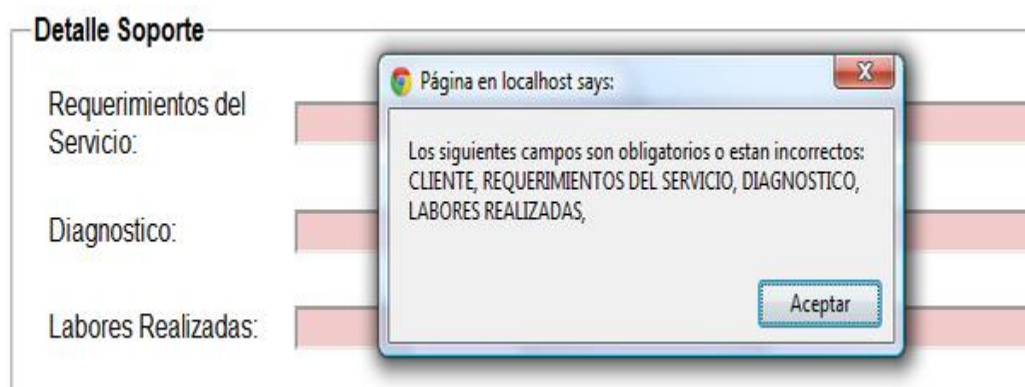 Detalle Soporte
Requerimientos del
Servicio:
Diagnostico:
Labores Realizadas:
Página en localhost says:
X
Los siguientes campos son obligatorios o estan incorrectos:
CLIENTE, REQUERIMIENTOS DEL SERVICIO, DIAGNOSTICO,
LABORES REALIZADAS,
Aceptar